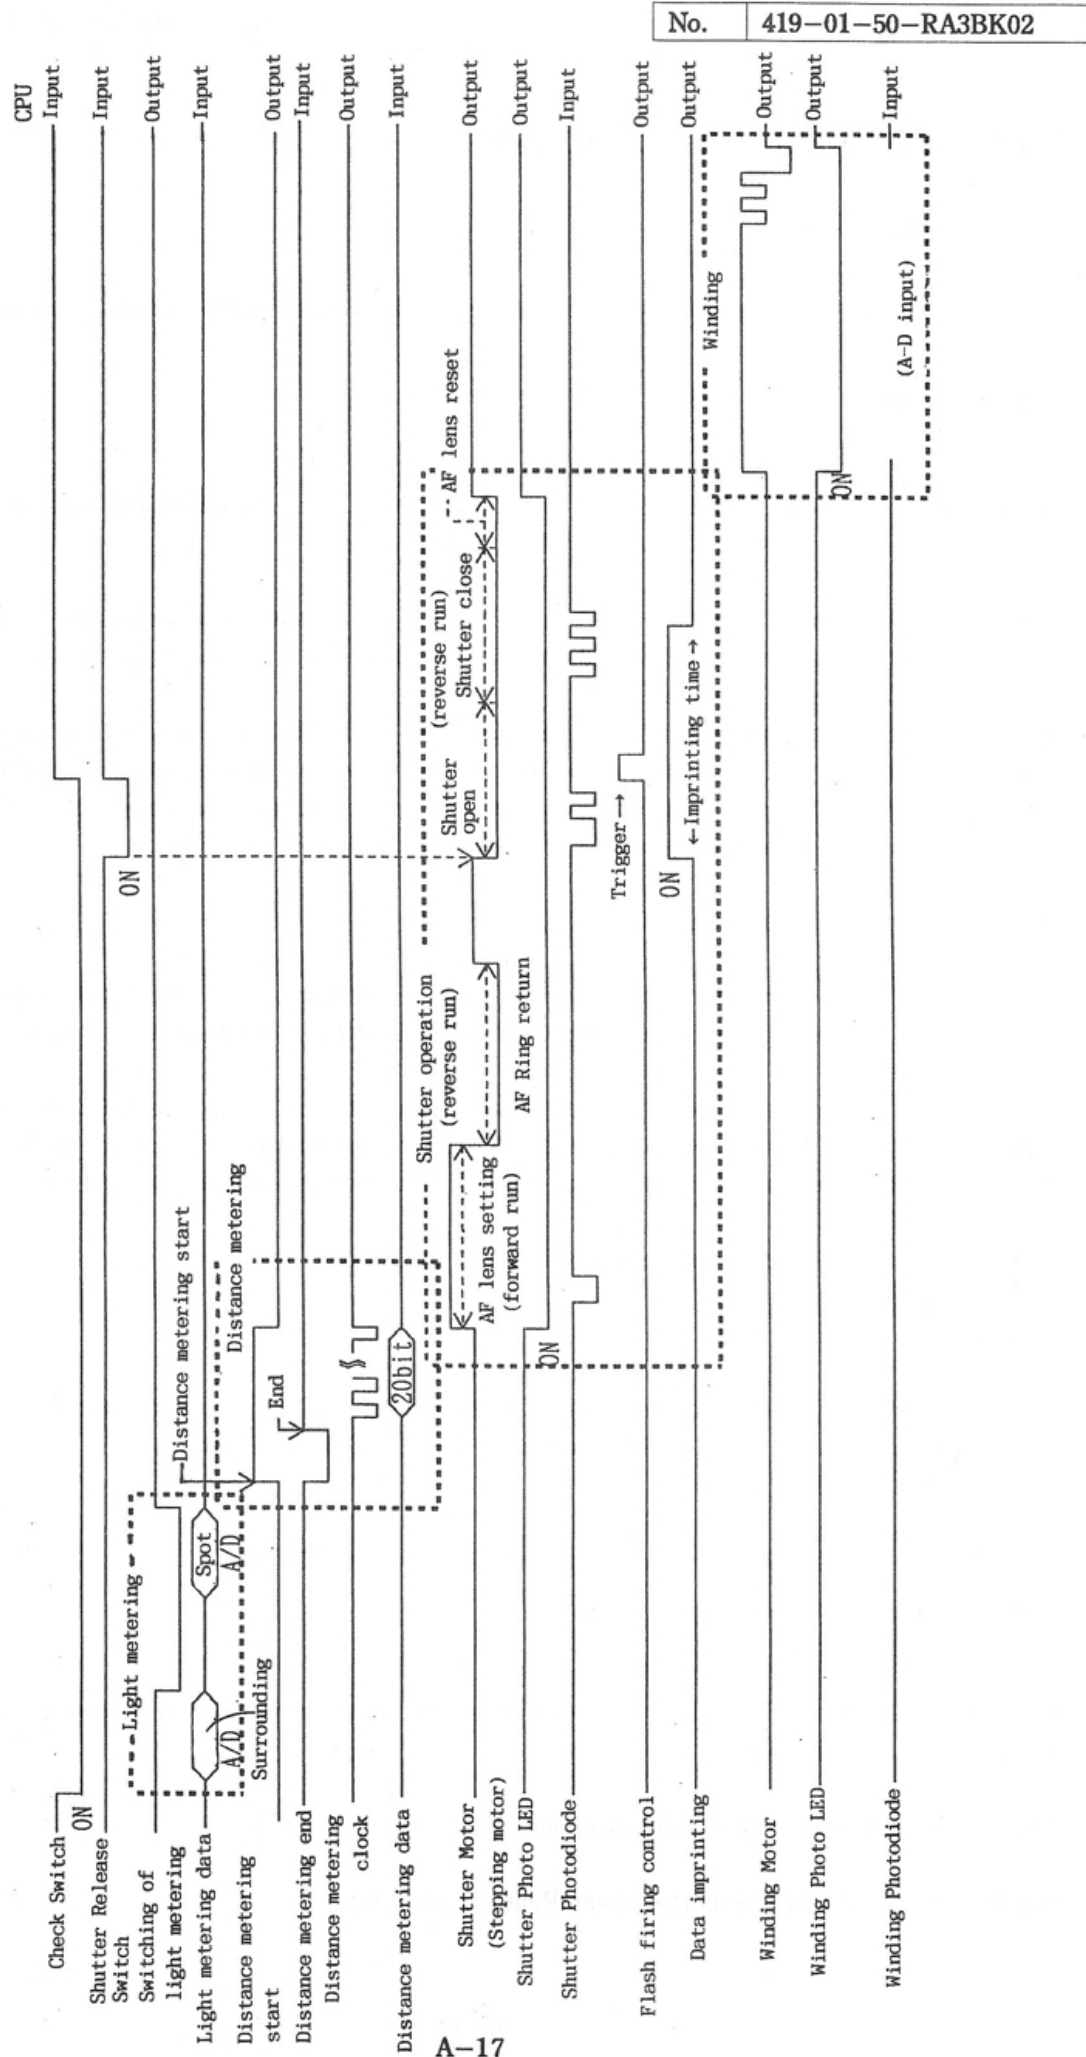 No. 419-01-50-RA3BK02
CPU
Check Switch
Input
ON
Shutter Release
Switch
Input
ON
Switching of
light metering
Output
Light metering
Light metering data
Input
A/D
Surrounding
Spot
A/D
Distance metering start
Distance metering
start
Output
Distance metering
End
Distance metering end
Input
Distance metering
clock
Output
Distance metering data
20bit
Input
Shutter operation
Shutter Motor
(Stepping motor)
Output
AF lens setting
(forward run)
(reverse run)
AF Ring return
Shutter
open
(reverse run)
Shutter close
AF lens reset
Shutter Photo LED
ON
Output
Shutter Photodiode
Input
Flash firing control
Trigger→
Output
Data imprinting
ON
←Imprinting time→
Output
Winding
Winding Motor
Output
Winding Photo LED
ON
Output
Winding Photodiode
(A-D input)
Input
A-17